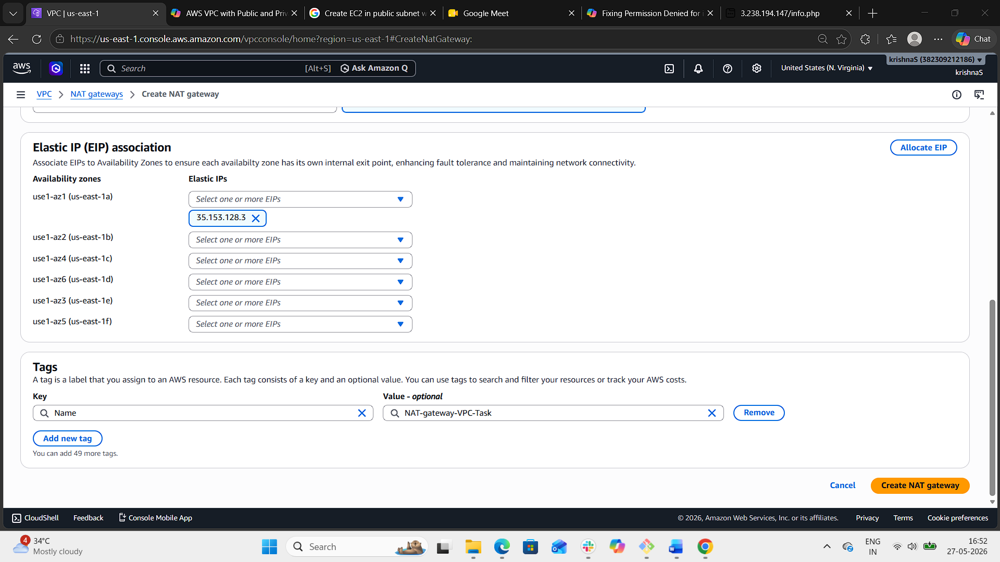 VPC | us-east-1
AWS VPC with Public and Priv
Create EC2 in public subnet w
Google Meet
Fixing Permission Denied for i
3.238.194.147/info.php
https://us-east-1.console.aws.amazon.com/vpcconsole/home?region=us-east-1#CreateNatGateway:
Chat
aws
Search
[Alt+S]
Ask Amazon Q
United States (N. Virginia)
krishnaS (382309212186)
krishnaS
VPC
NAT gateways
Create NAT gateway
Elastic IP (EIP) association
Allocate EIP
Associate EIPs to Availability Zones to ensure each availabilty zone has its own internal exit point, enhancing fault tolerance and maintaining network connectivity.
Availability zones
Elastic IPs
use1-az1 (us-east-1a)
Select one or more EIPs
35.153.128.3
use1-az2 (us-east-1b)
Select one or more EIPs
use1-az4 (us-east-1c)
Select one or more EIPs
use1-az6 (us-east-1d)
Select one or more EIPs
use1-az3 (us-east-1e)
Select one or more EIPs
use1-az5 (us-east-1f)
Select one or more EIPs
Tags
A tag is a label that you assign to an AWS resource. Each tag consists of a key and an optional value. You can use tags to search and filter your resources or track your AWS costs.
Key
Value - optional
Name
NAT-gateway-VPC-Task
Remove
Add new tag
You can add 49 more tags.
Cancel
Create NAT gateway
CloudShell
Feedback
Console Mobile App
© 2026, Amazon Web Services, Inc. or its affiliates.
Privacy
Terms
Cookie preferences
4
34°C
Mostly cloudy
Search
ENG
IN
16:52
27-05-2026